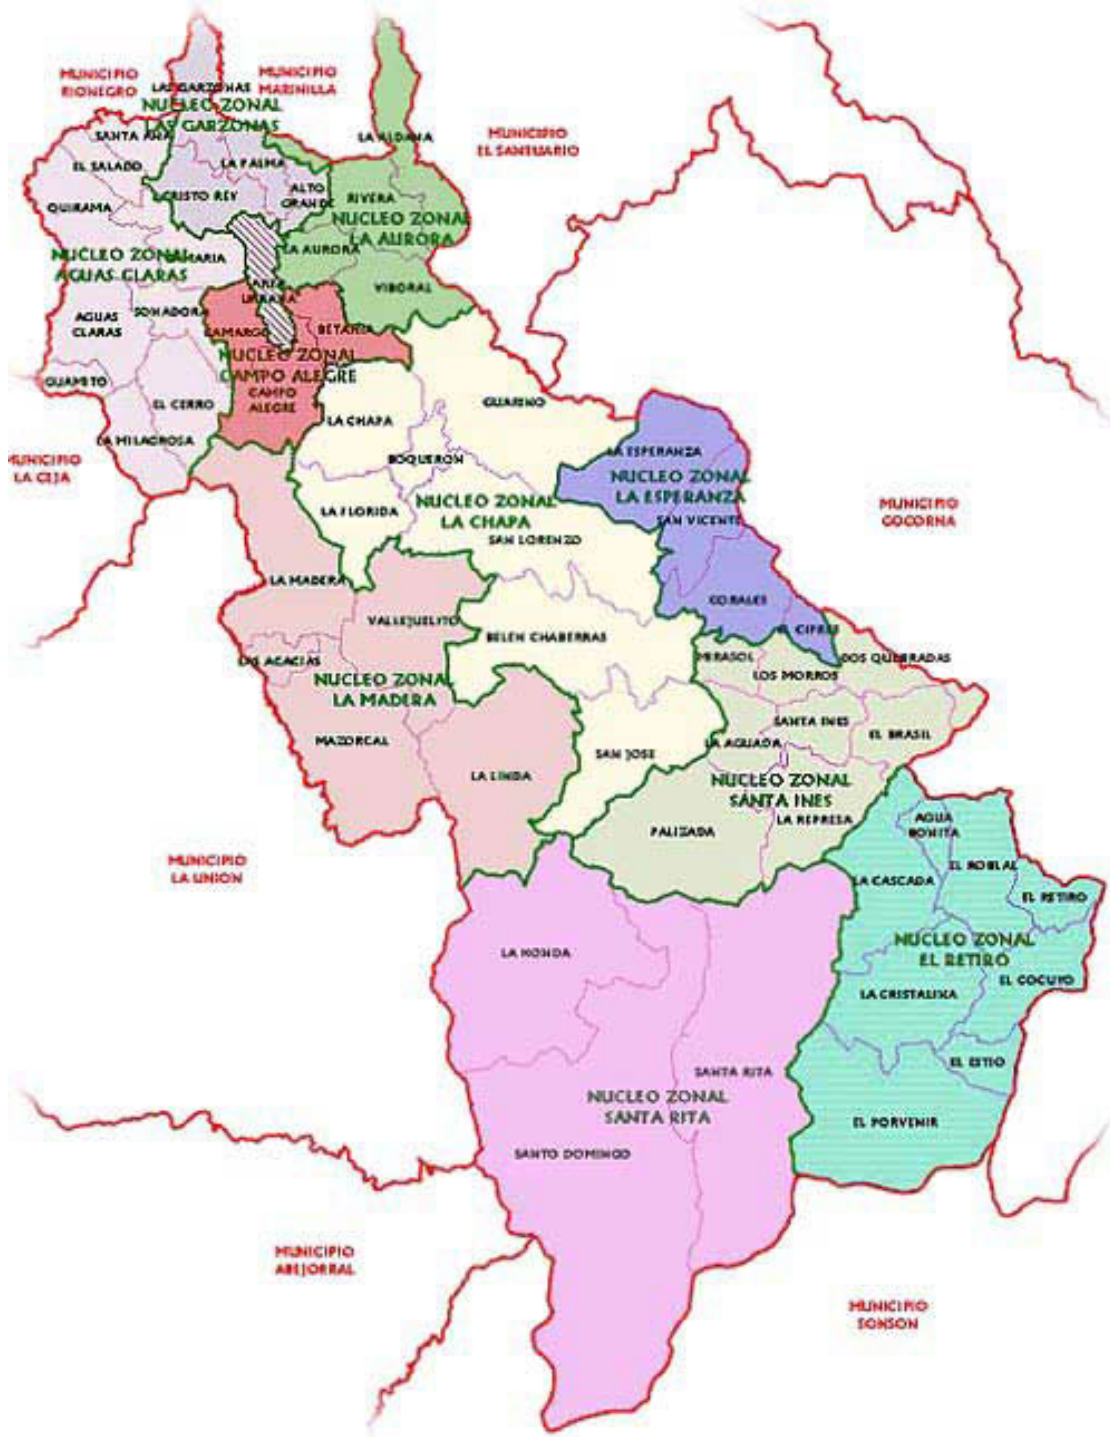 MUNICIPIO
RIONEGRO
MUNICIPIO
MARINILLA
LAS GARZONAS
NUCLEO ZONAL
LAS GARZONAS
SANTA ANA
LA ALDANA
MUNICIPIO
EL SANTUARIO
EL SALADO
LA PALMA
QUIRAMA
CRISTO REY
ALTO
GRANDE
RIVERA
NUCLEO ZONAL
LA AURORA
LA AURORA
NUCLEO ZONAL
AGUAS CLARAS
VIBORAL
URBANA
AGUAS
CLARAS
SONADORA
CAMARGO
BETANIA
NUCLEO ZONAL
CAMPO ALEGRE
CAMPO
ALEGRE
GUAMITO
EL CERRO
LA CHAPA
GUARINO
LA MILAGROSA
MUNICIPIO
LA CEJA
BOQUERON
LA ESPERANZA
NUCLEO ZONAL
LA ESPERANZA
NUCLEO ZONAL
LA CHAPA
LA FLORIDA
SAN LORENZO
SAN VICENTE
MUNICIPIO
COCORNA
LA MADERA
CORALES
VALLEJUELITO
BELEN CHABERRAS
EL CIPRES
MIRASOL
DOS QUEBRADAS
LAS ACACIAS
LOS MORROS
NUCLEO ZONAL
LA MADERA
SANTA INES
EL BRASIL
MAZORCAL
LA AGUADA
SAN JOSE
LA LINDA
NUCLEO ZONAL
SANTA INES
PALIZADA
LA REPRESA
AGUA
BONITA
MUNICIPIO
LA UNION
EL ROBLAL
LA CASCADA
EL RETIRO
LA HONDA
NUCLEO ZONAL
EL RETIRO
EL COCUYO
LA CRISTALINA
EL ESTIO
SANTA RITA
NUCLEO ZONAL
SANTA RITA
EL PORVENIR
SANTO DOMINGO
MUNICIPIO
ABEJORRAL
MUNICIPIO
SONSON